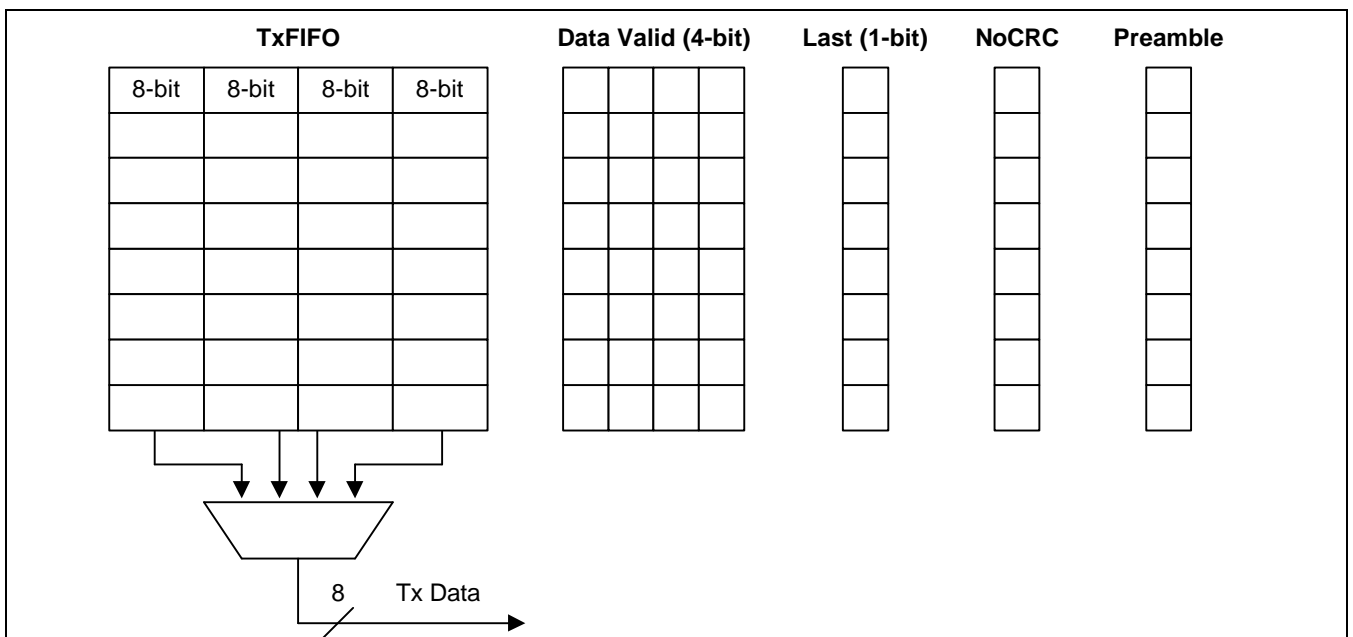 TxFIFO Data Valid (4-bit) Last (1-bit) NoCRC Preamble
8-bit 8-bit 8-bit 8-bit
8 Tx Data